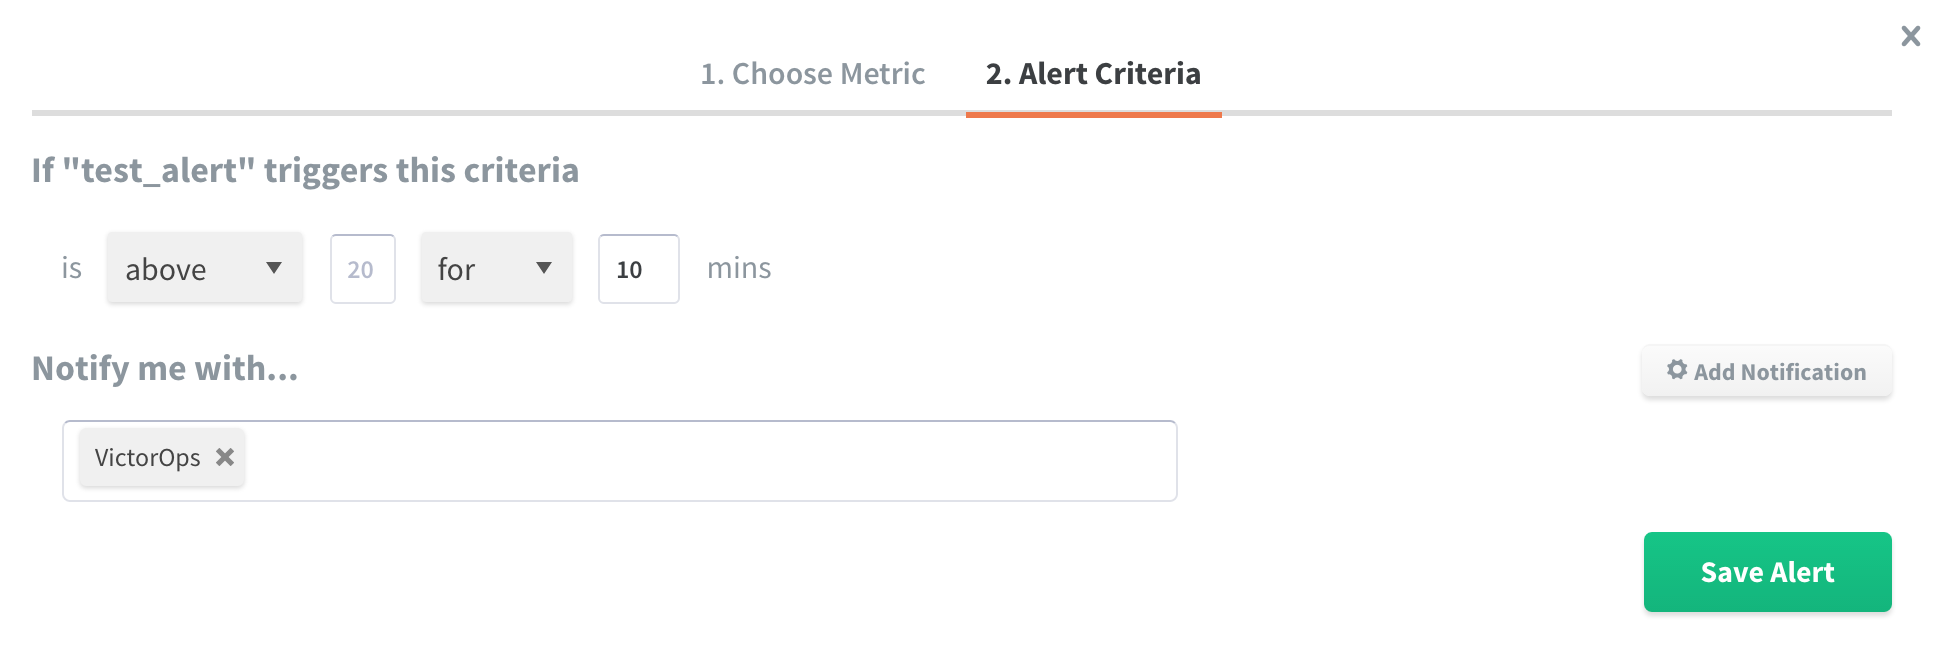 1. Choose Metric 2. Alert Criteria
If "test_alert" triggers this criteria
is above 20 for 10 mins
Notify me with...
Add Notification
VictorOps
Save Alert